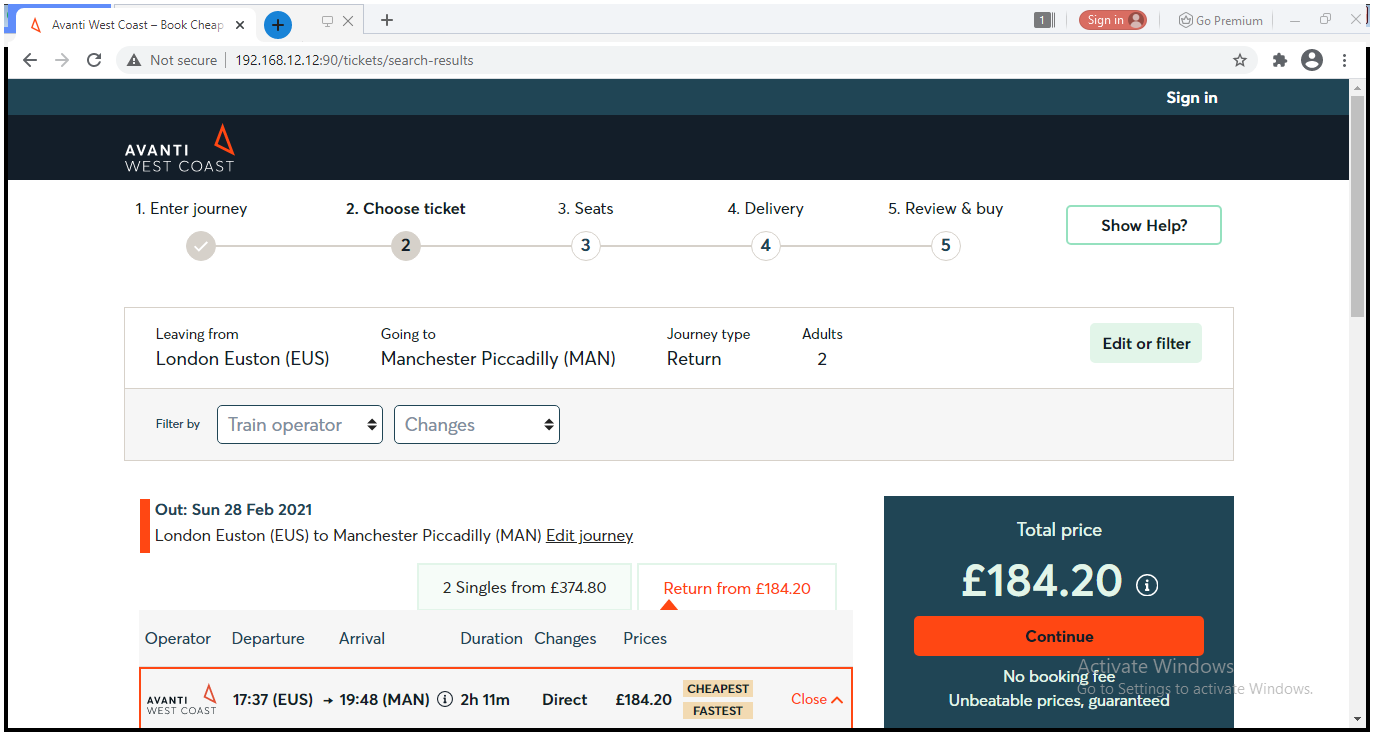 Avanti West Coast – Book Cheap
1
Sign in
Go Premium
Not secure
192.168.12.12:90/tickets/search-results
Sign in
AVANTI
WEST COAST
1. Enter journey
2. Choose ticket
3. Seats
4. Delivery
5. Review & buy
2
3
4
5
Show Help?
Leaving from
London Euston (EUS)
Going to
Manchester Piccadilly (MAN)
Journey type
Return
Adults
2
Edit or filter
Filter by
Train operator
Changes
Out: Sun 28 Feb 2021
London Euston (EUS) to Manchester Piccadilly (MAN) Edit journey
2 Singles from £374.80
Return from £184.20
Operator Departure Arrival Duration Changes Prices
AVANTI
WEST COAST
17:37 (EUS) → 19:48 (MAN) 2h 11m Direct £184.20
CHEAPEST
FASTEST
Close
Total price
£184.20
Continue
No booking fee
Unbeatable prices, guaranteed
Activate Windows
Go to Settings to activate Windows.